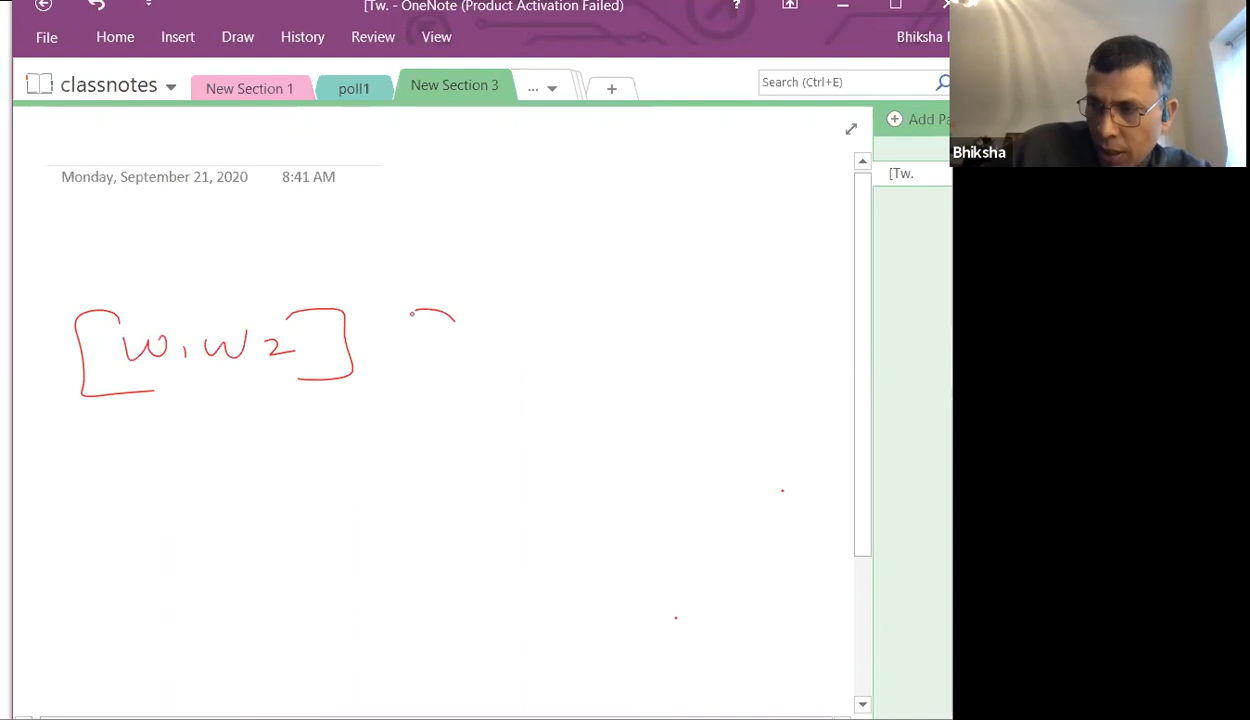 [Tw. - OneNote (Product Activation Failed)
?
File Home Insert Draw History Review View
classnotes New Section 1 poll1 New Section 3 ... + Search (Ctrl+E)
Bhiksha
Add Pa
[Tw.
Monday, September 21, 2020 8:41 AM
[w1 w2]
Bhiksha